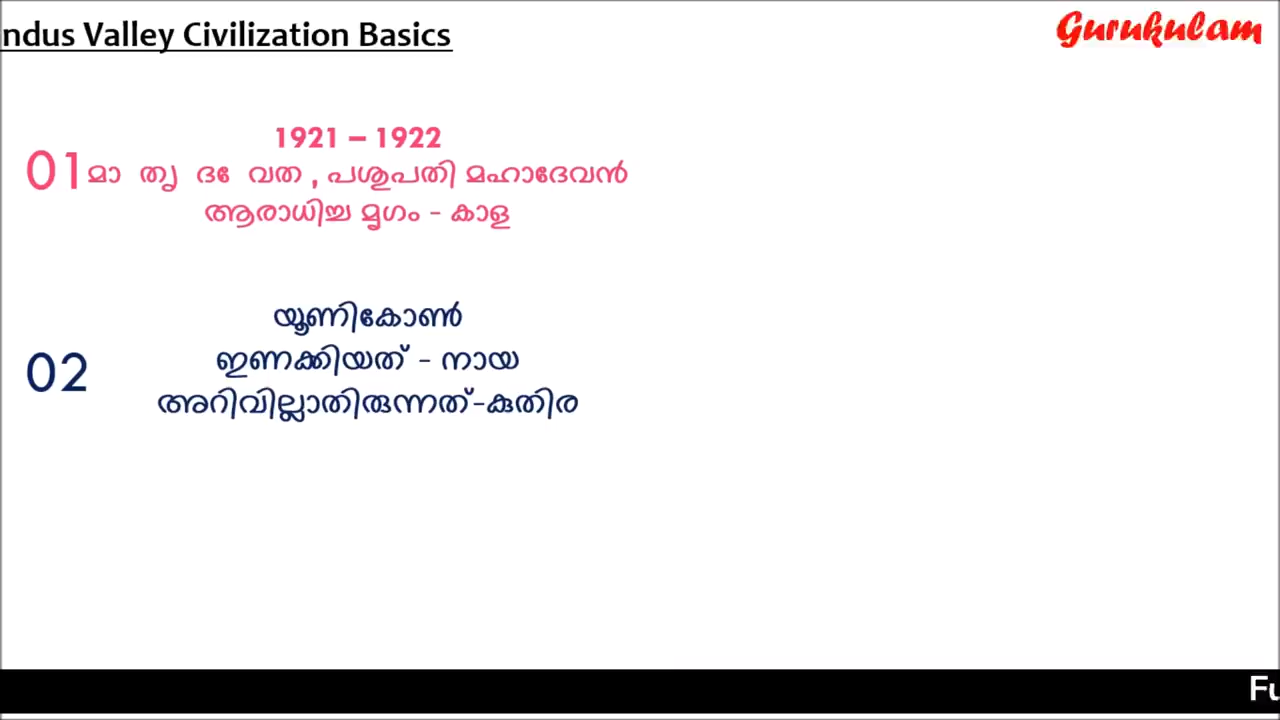 ndus Valley Civilization Basics
Gurukulam
1921 – 1922
01 മാ തൃ ദേ വത , പശുപതി മഹാദേവൻ
ആരാധിച്ച മൃഗം - കാള
യൂണികോൺ
02 ഇണക്കിയത് - നായ
അറിവില്ലാതിരുന്നത്-കുതിര
Fu